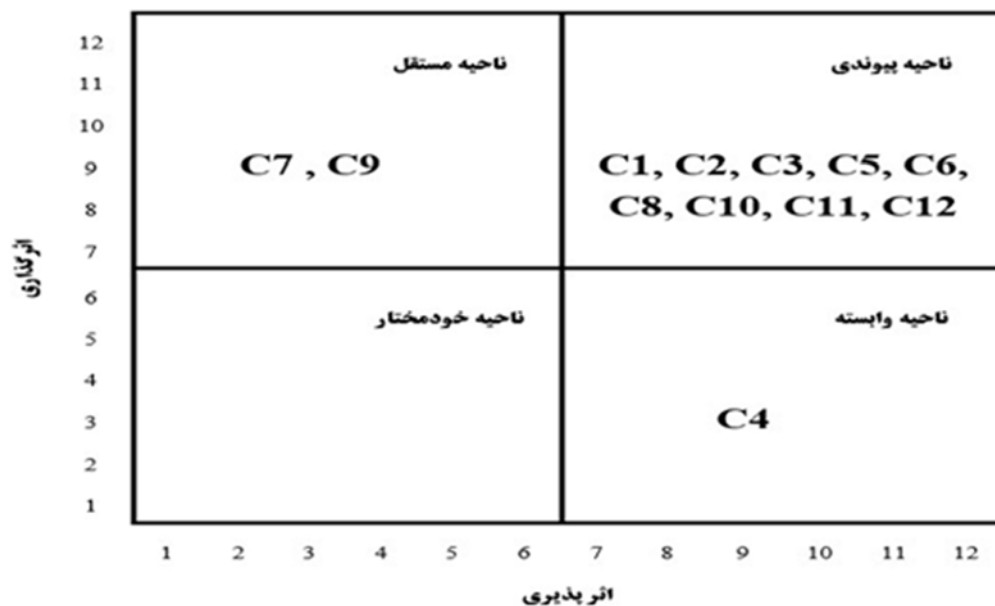 12
11
10
9
8
7
6
5
4
3
2
1
اثرگذاری
ناحیه مستقل
C7 , C9
ناحیه پیوندی
C1, C2, C3, C5, C6,
C8, C10, C11, C12
ناحیه خودمختار
ناحیه وابسته
C4
1 2 3 4 5 6 7 8 9 10 11 12
اثر پذیری